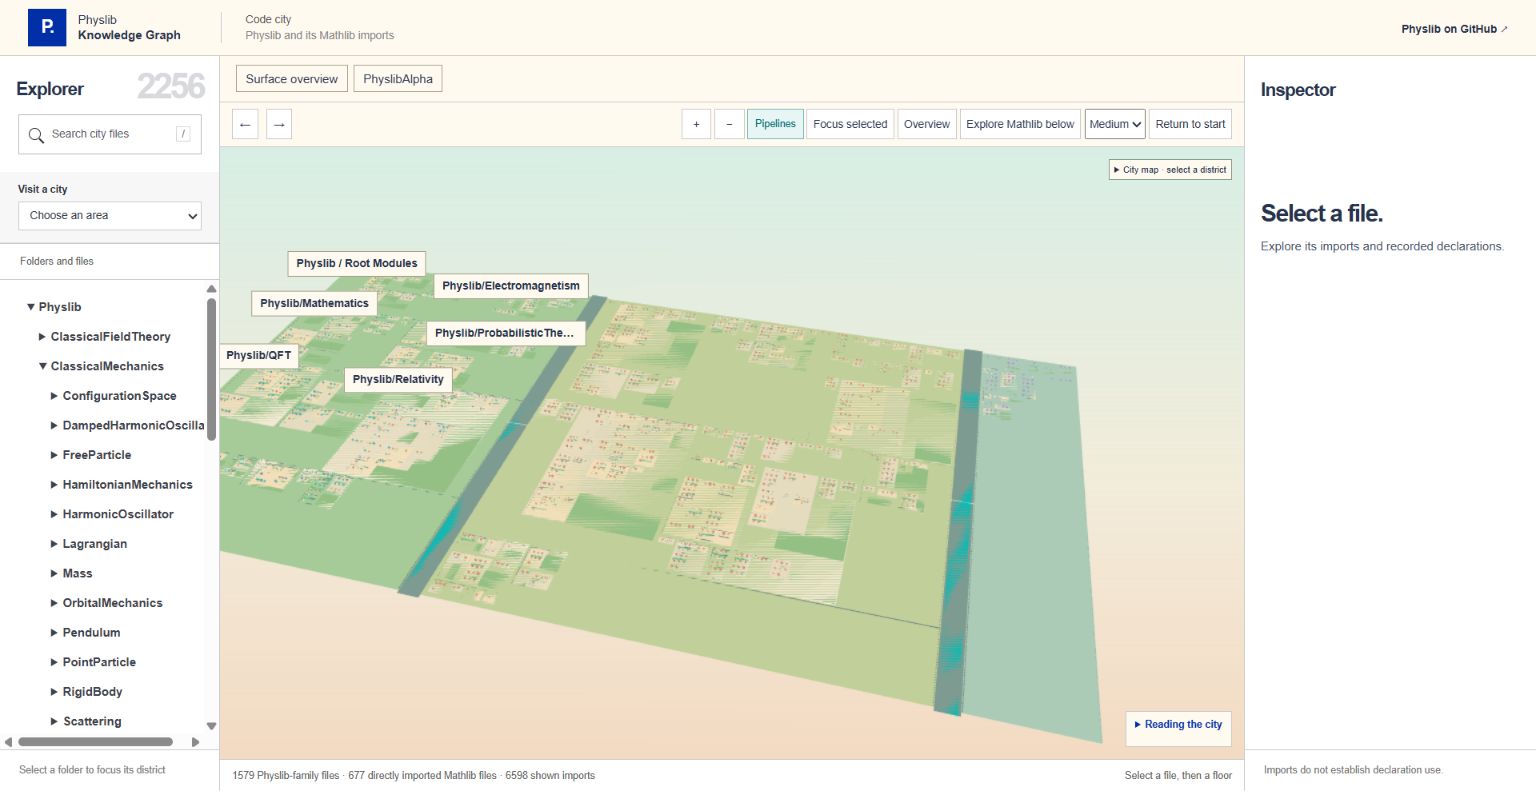 P.
Physlib
Knowledge Graph
Code city
Physlib and its Mathlib imports
Physlib on GitHub ↗
Explorer
2256
Search city files
/
Visit a city
Choose an area
Folders and files
▼ Physlib
▶ ClassicalFieldTheory
▼ ClassicalMechanics
▶ ConfigurationSpace
▶ DampedHarmonicOscilla
▶ FreeParticle
▶ HamiltonianMechanics
▶ HarmonicOscillator
▶ Lagrangian
▶ Mass
▶ OrbitalMechanics
▶ Pendulum
▶ PointParticle
▶ RigidBody
▶ Scattering
Select a folder to focus its district
Surface overview
PhyslibAlpha
← → + − Pipelines Focus selected Overview Explore Mathlib below Medium Return to start
▶ City map · select a district
Physlib / Root Modules
Physlib/Electromagnetism
Physlib/Mathematics
Physlib/ProbabilisticThe...
Physlib/QFT
Physlib/Relativity
▶ Reading the city
1579 Physlib-family files · 677 directly imported Mathlib files · 6598 shown imports
Select a file, then a floor
Inspector
Select a file.
Explore its imports and recorded declarations.
Imports do not establish declaration use.